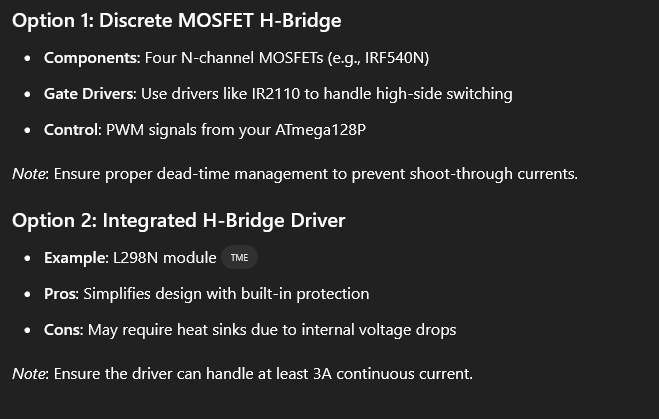 Option 1: Discrete MOSFET H-Bridge
• Components: Four N-channel MOSFETs (e.g., IRF540N)
• Gate Drivers: Use drivers like IR2110 to handle high-side switching
• Control: PWM signals from your ATmega128P
Note: Ensure proper dead-time management to prevent shoot-through currents.
Option 2: Integrated H-Bridge Driver
• Example: L298N module TME
• Pros: Simplifies design with built-in protection
• Cons: May require heat sinks due to internal voltage drops
Note: Ensure the driver can handle at least 3A continuous current.